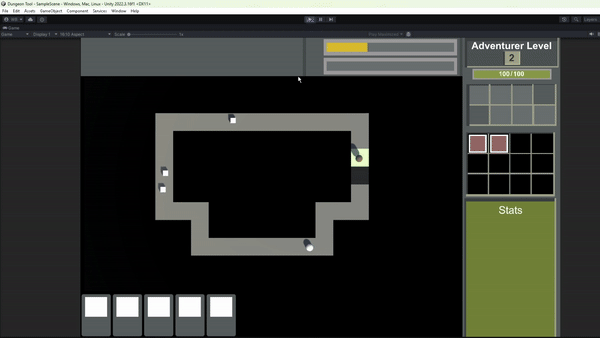 Dungeon Tool - SampleScene - Windows, Mac, Linux - Unity 2022.3.16f1 <DX11>
File Edit Assets GameObject Component Services Window Help
Layers
Game
Game Display 1 16:10 Aspect Scale 1x Play Maximized
Adventurer Level
2
100/100
Stats